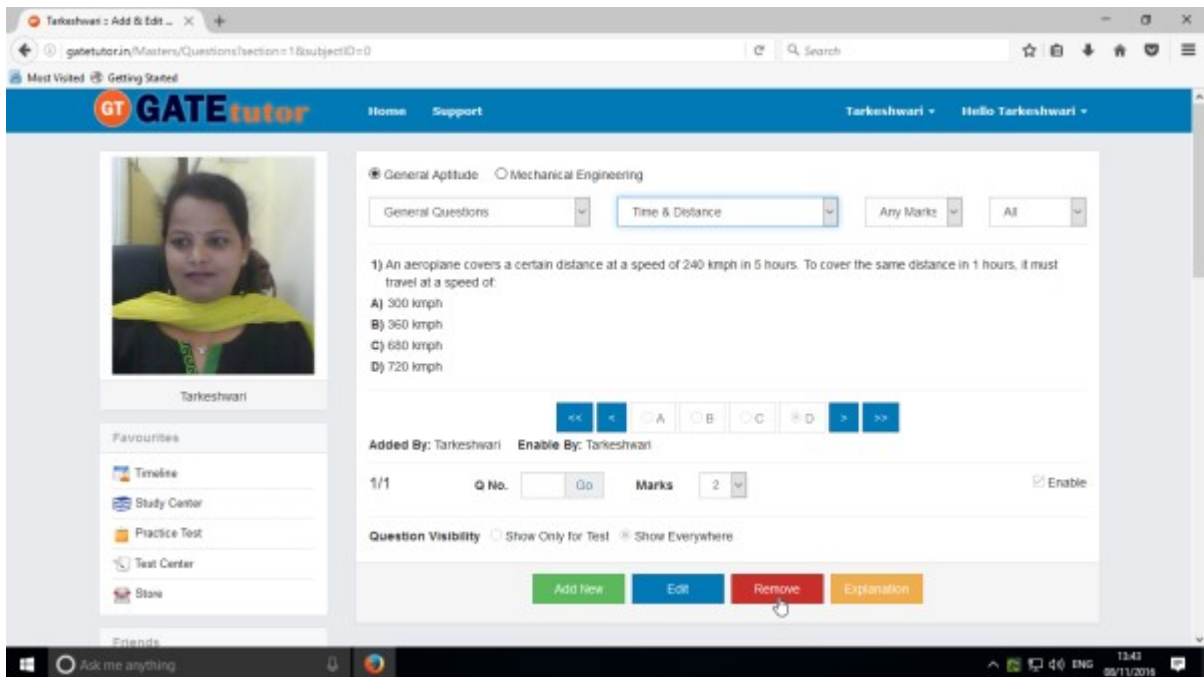 Tarkeshwari :: Add & Edit ...
gatetutor.in/Masters/Questions?section=1&subjectID=0
Search
Most Visited Getting Started
GT GATEtutor Home Support Tarkeshwari Hello Tarkeshwari
General Aptitude Mechanical Engineering
General Questions Time & Distance Any Marks All
1) An aeroplane covers a certain distance at a speed of 240 kmph in 5 hours. To cover the same distance in 1 hours, it must
travel at a speed of:
A) 300 kmph
B) 360 kmph
C) 680 kmph
D) 720 kmph
Tarkeshwari
<< < A B C D > >>
Added By: Tarkeshwari Enable By: Tarkeshwari
Favourites
Timeline
Study Center
Practice Test
Test Center
Store
Friends
1/1 Q No. Go Marks 2 Enable
Question Visibility Show Only for Test Show Everywhere
Add New Edit Remove Explanation
Ask me anything
ENG
13:43